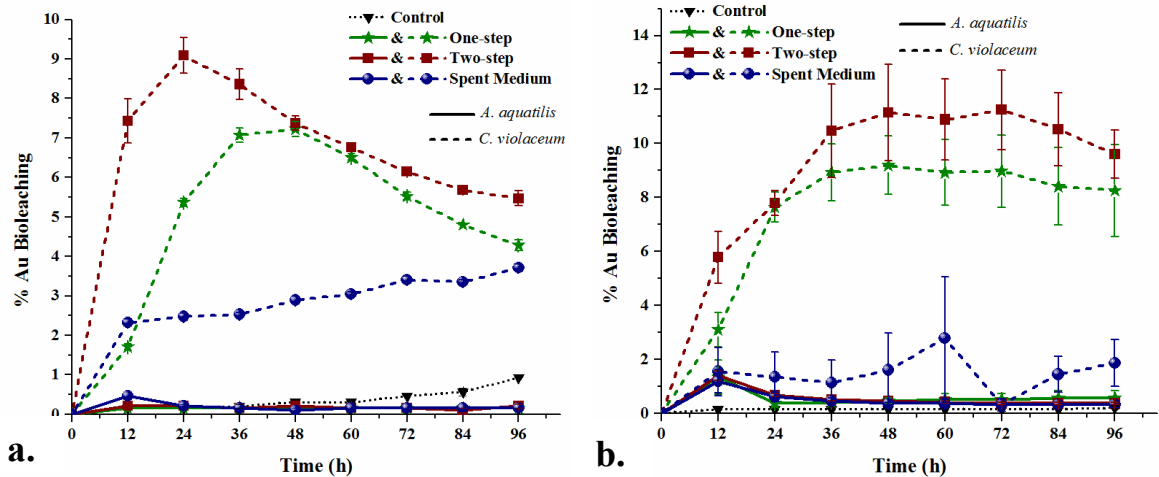 10
9
8
7
6
5
4
3
2
1
0
0 12 24 36 48 60 72 84 96
% Au Bioleaching
Time (h)
Control
& One-step
& Two-step
& Spent Medium
A. aquatilis
C. violaceum
a.
14
12
10
8
6
4
2
0
0 12 24 36 48 60 72 84 96
% Au Bioleaching
Time (h)
Control
& One-step
& Two-step
& Spent Medium
A. aquatilis
C. violaceum
b.